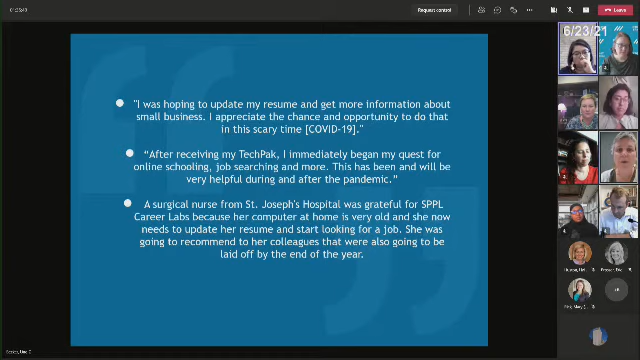 01:35:49
Request control
Leave
6/23/21
"I was hoping to update my resume and get more information about
small business. I appreciate the chance and opportunity to do that
in this scary time [COVID-19]."
“After receiving my TechPak, I immediately began my quest for
online schooling, job searching and more. This has been and will be
very helpful during and after the pandemic.”
A surgical nurse from St. Joseph's Hospital was grateful for SPPL
Career Labs because her computer at home is very old and she now
needs to update her resume and start looking for a job. She was
going to recommend to her colleagues that were also going to be
laid off by the end of the year.